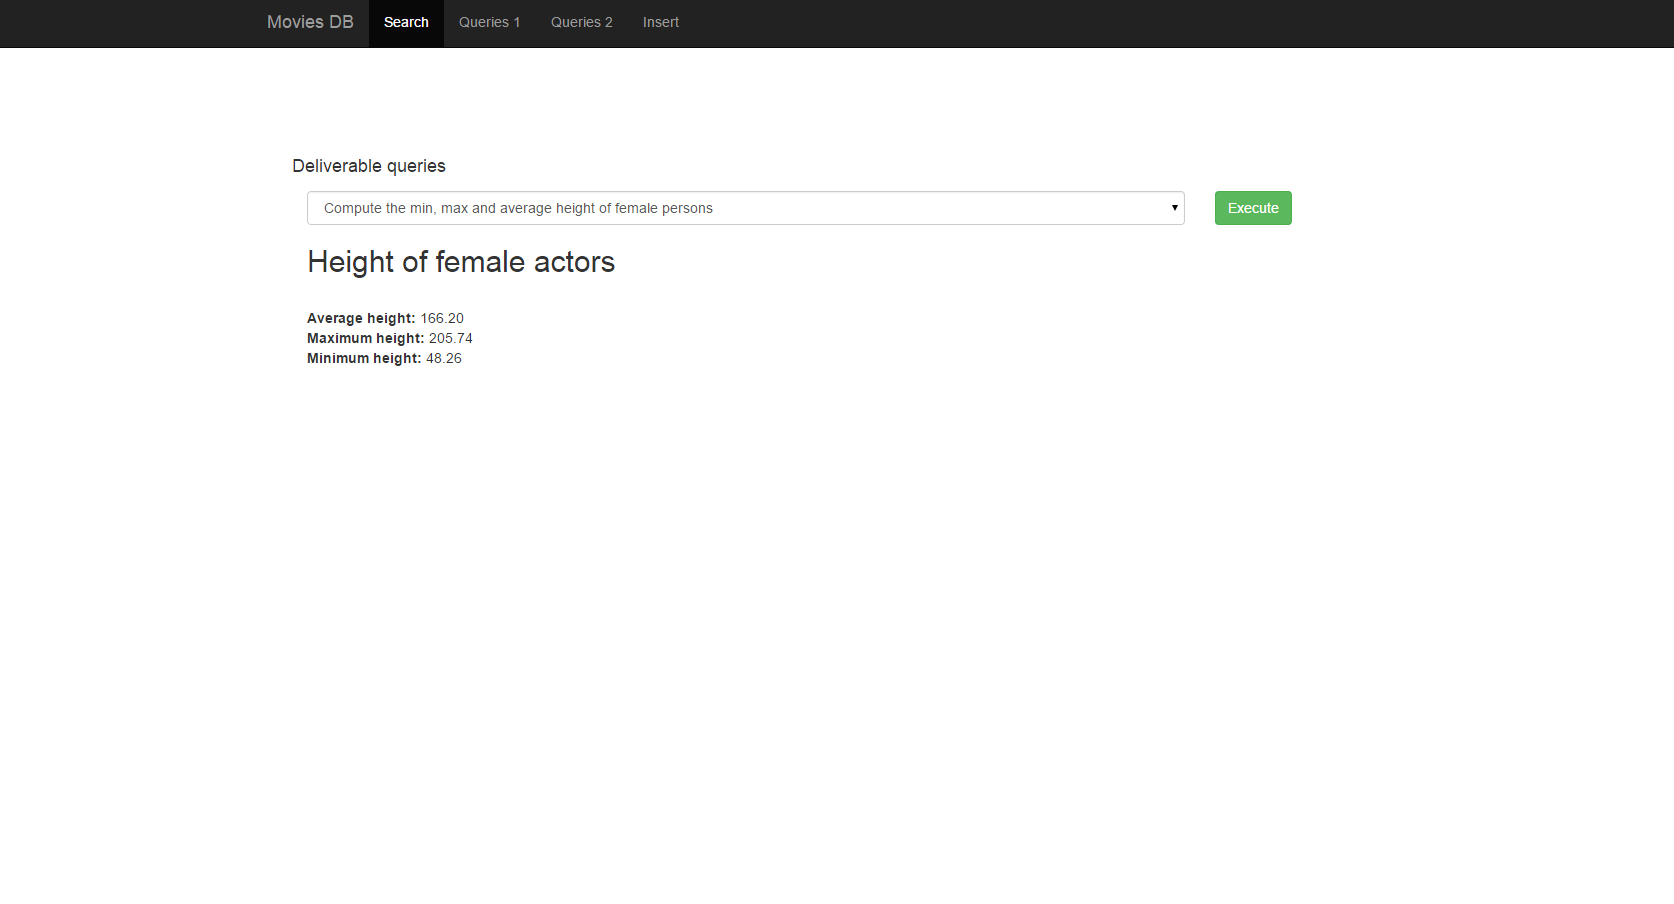 Movies DB Search Queries 1 Queries 2 Insert
Deliverable queries
Compute the min, max and average height of female persons Execute
Height of female actors
Average height: 166.20
Maximum height: 205.74
Minimum height: 48.26